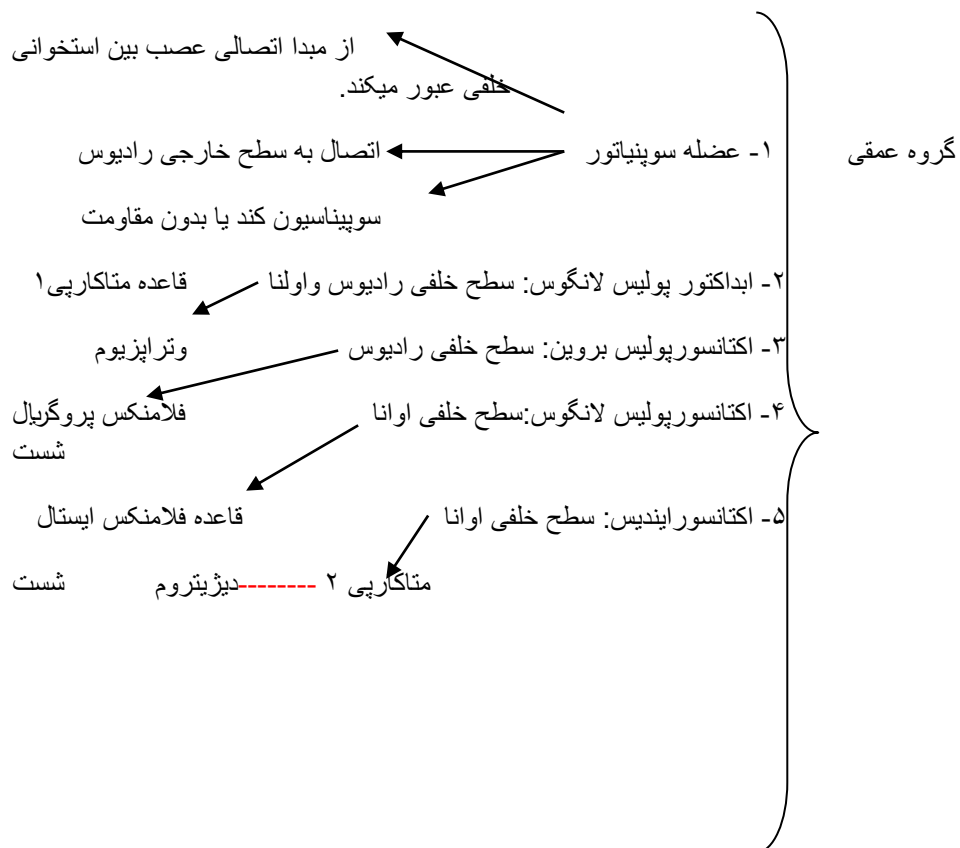 از مبدا اتصالی عصب بین استخوانی
خلفی عبور میکند.
گروه عمقی
۱- عضله سوپنیاتور
اتصال به سطح خارجی رادیوس
سوپیناسیون کند یا بدون مقاومت
۲- ابداکتور پولیس لانگوس: سطح خلفی رادیوس واولنا
قاعده متاکارپی۱
وتراپزیوم
۳- اکتانسورپولیس بروین: سطح خلفی رادیوس
فلامنکس پروگزیال
شست
۴- اکتانسورپولیس لانگوس:سطح خلفی اوانا
قاعده فلامنکس ایستال
شست
۵- اکتانسورایندیس: سطح خلفی اوانا
متاکارپی ۲ --------دیژیتروم